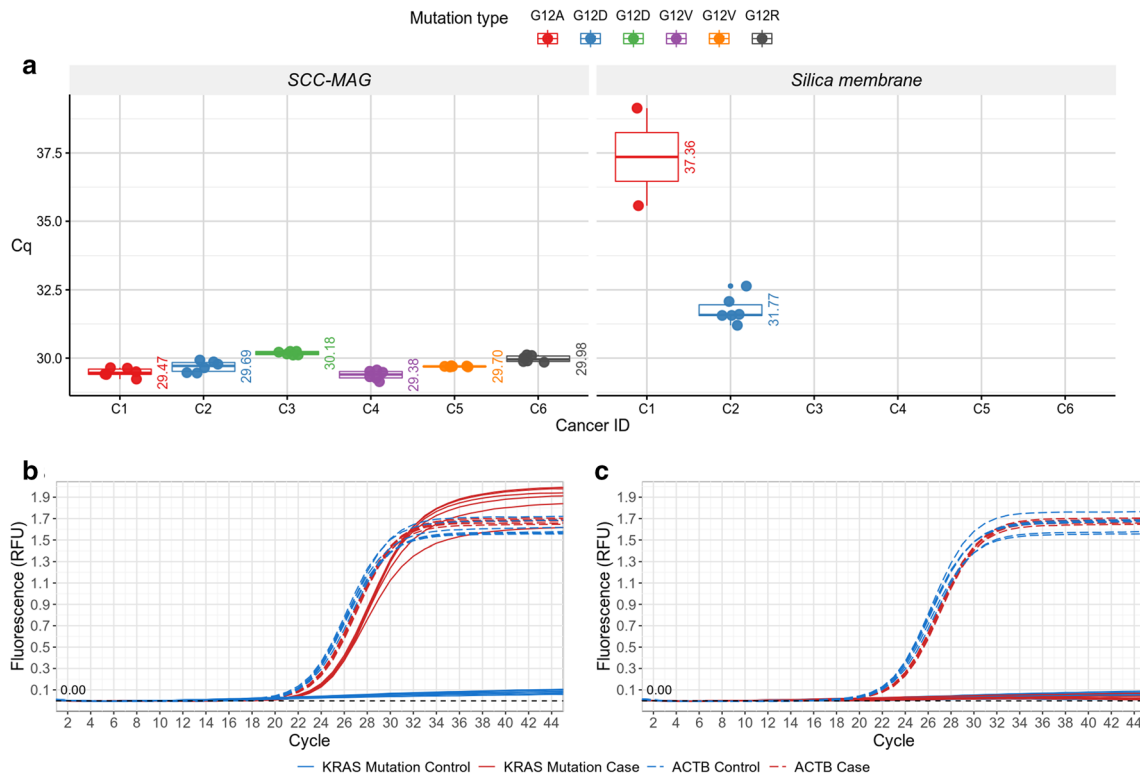 Mutation type G12A G12D G12D G12V G12V G12R
a
SCC-MAG Silica membrane
37.5
35.0
32.5
30.0
Cq
29.47 29.69 30.18 29.38 29.70 29.98 37.36 31.77
C1 C2 C3 C4 C5 C6 C1 C2 C3 C4 C5 C6
Cancer ID
b
1.9
1.7
1.5
1.3
1.1
0.9
0.7
0.5
0.3
0.1
Fluorescence (RFU)
0.00
2 4 6 8 10 12 14 16 18 20 22 24 26 28 30 32 34 36 38 40 42 44
Cycle
c
1.9
1.7
1.5
1.3
1.1
0.9
0.7
0.5
0.3
0.1
Fluorescence (RFU)
0.00
2 4 6 8 10 12 14 16 18 20 22 24 26 28 30 32 34 36 38 40 42 44
Cycle
KRAS Mutation Control KRAS Mutation Case ACTB Control ACTB Case